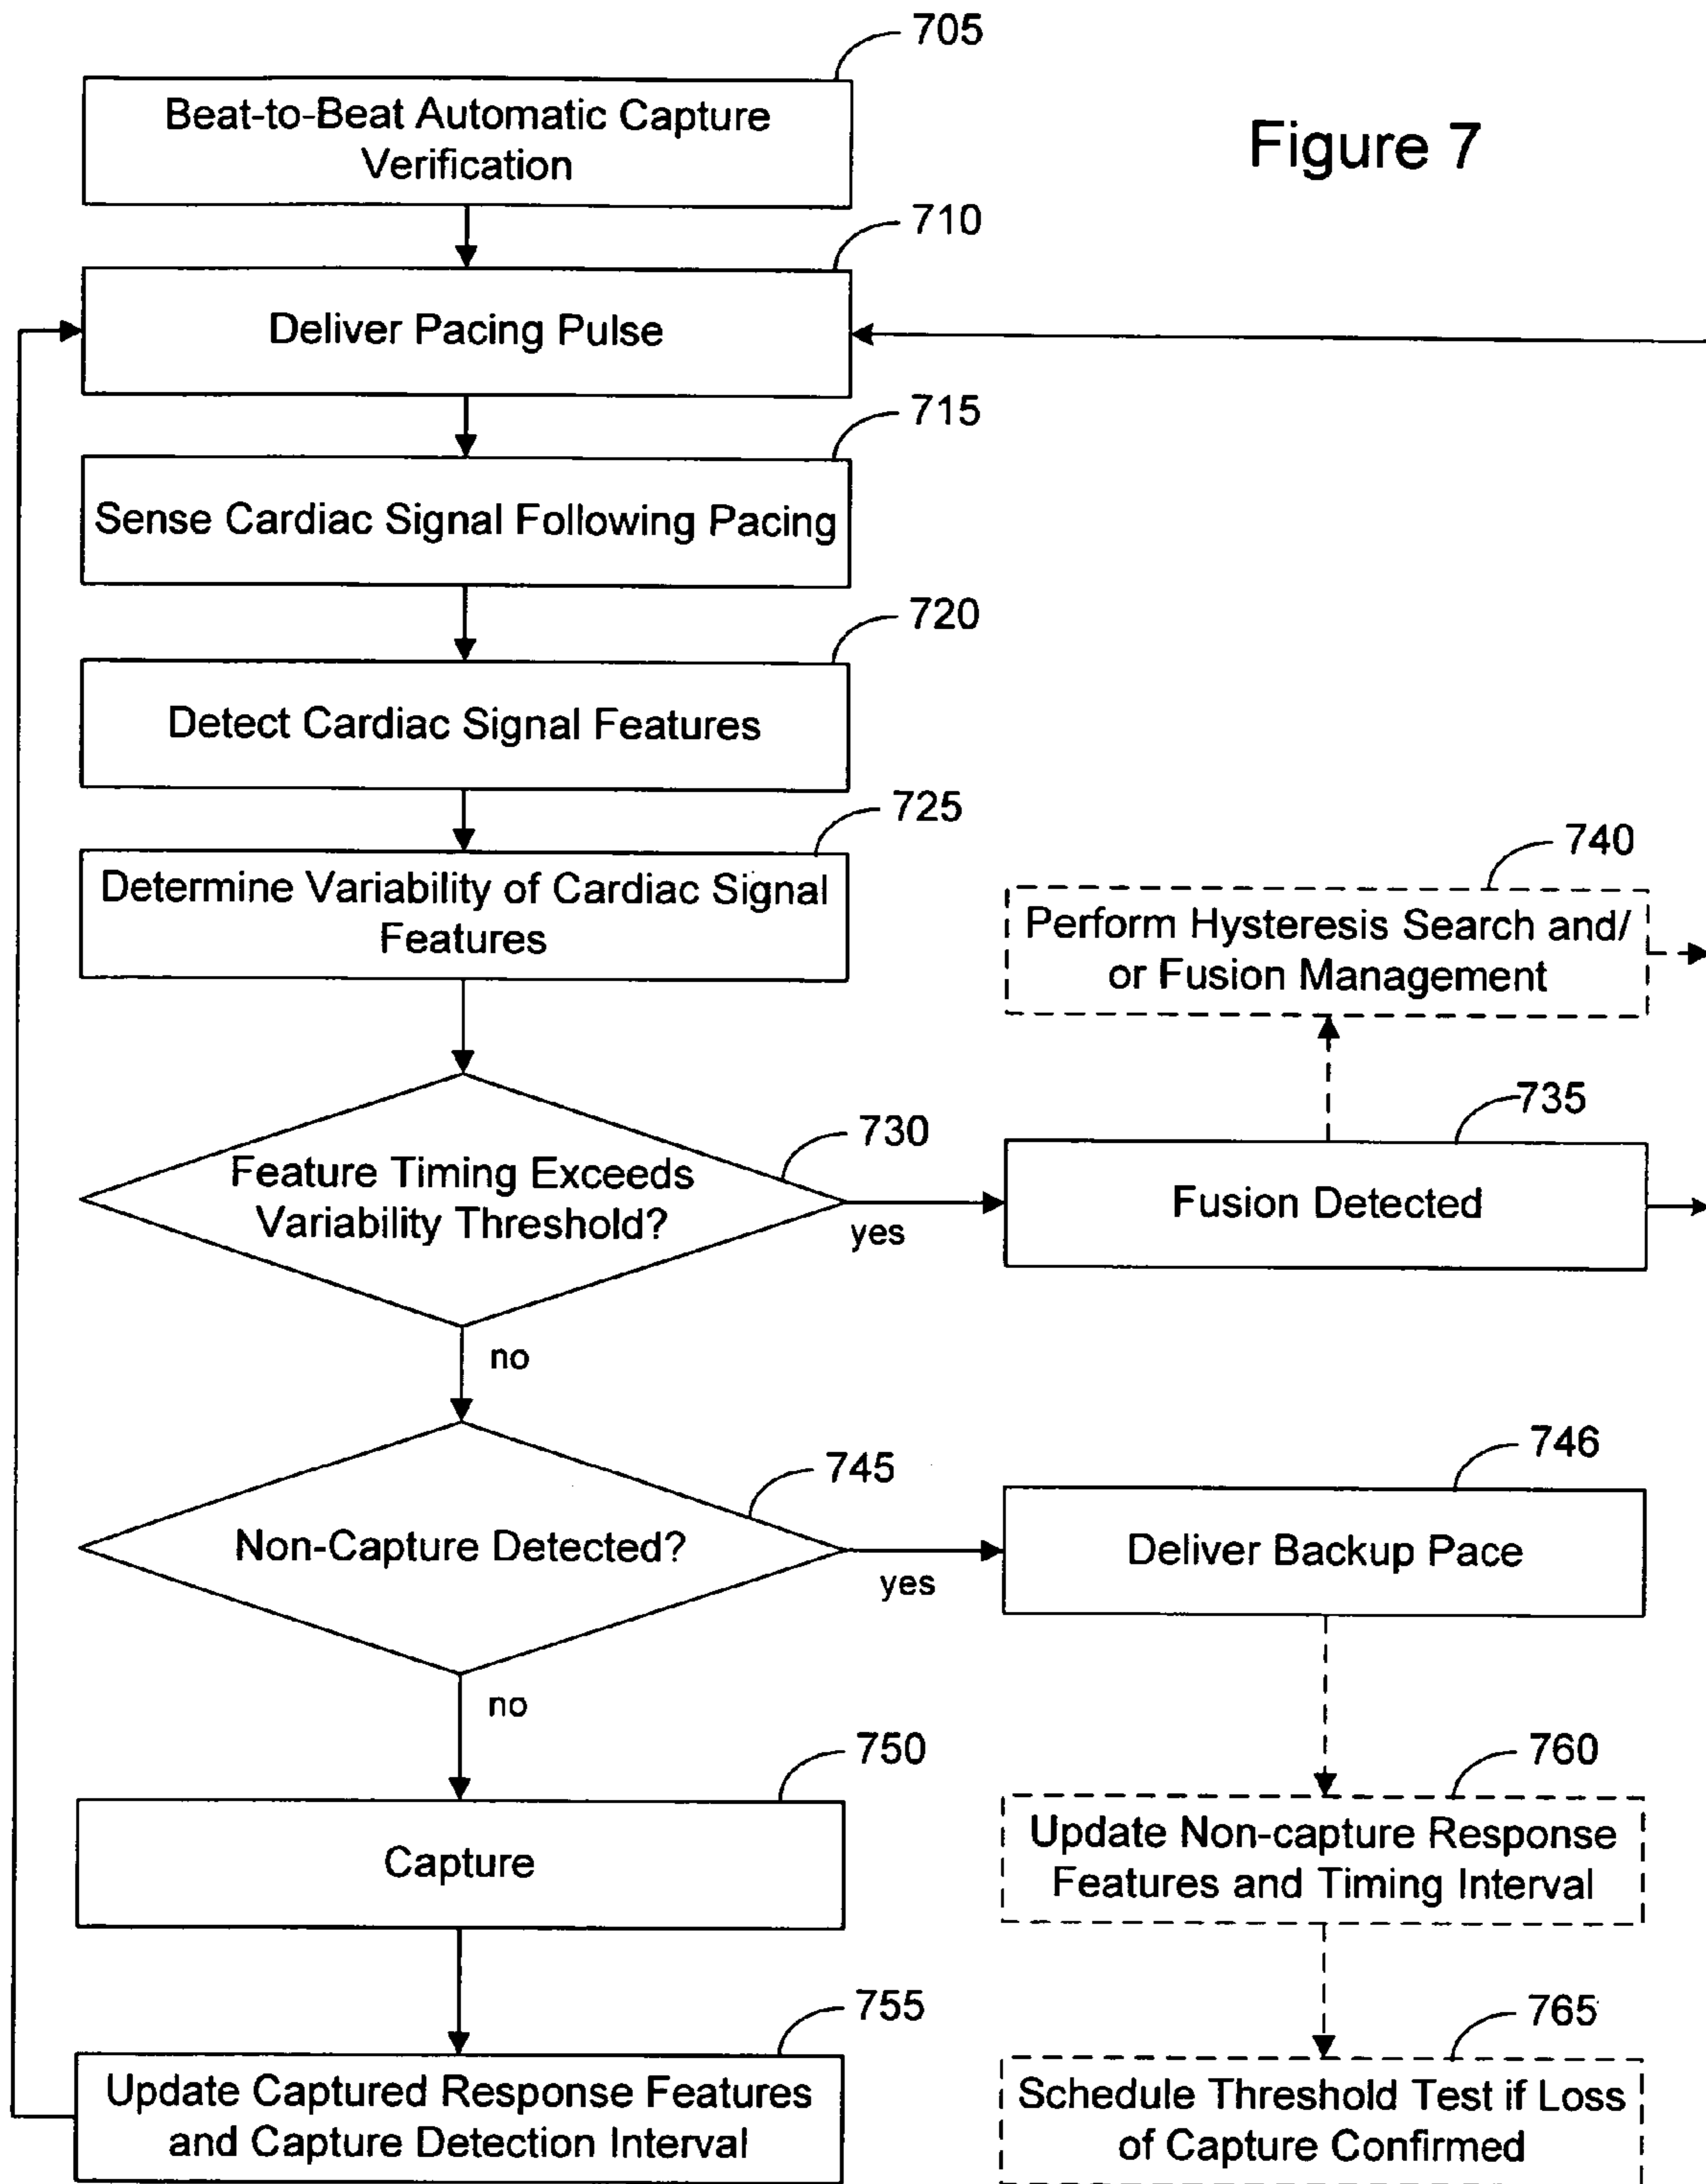 705
Beat-to-Beat Automatic Capture
Verification
Figure 7
710
Deliver Pacing Pulse
715
Sense Cardiac Signal Following Pacing
720
Detect Cardiac Signal Features
725
Determine Variability of Cardiac Signal
Features
740
Perform Hysteresis Search and/
or Fusion Management
730
Feature Timing Exceeds
Variability Threshold?
yes
735
Fusion Detected
no
745
Non-Capture Detected?
yes
746
Deliver Backup Pace
no
750
Capture
760
Update Non-capture Response
Features and Timing Interval
755
Update Captured Response Features
and Capture Detection Interval
765
Schedule Threshold Test if Loss
of Capture Confirmed